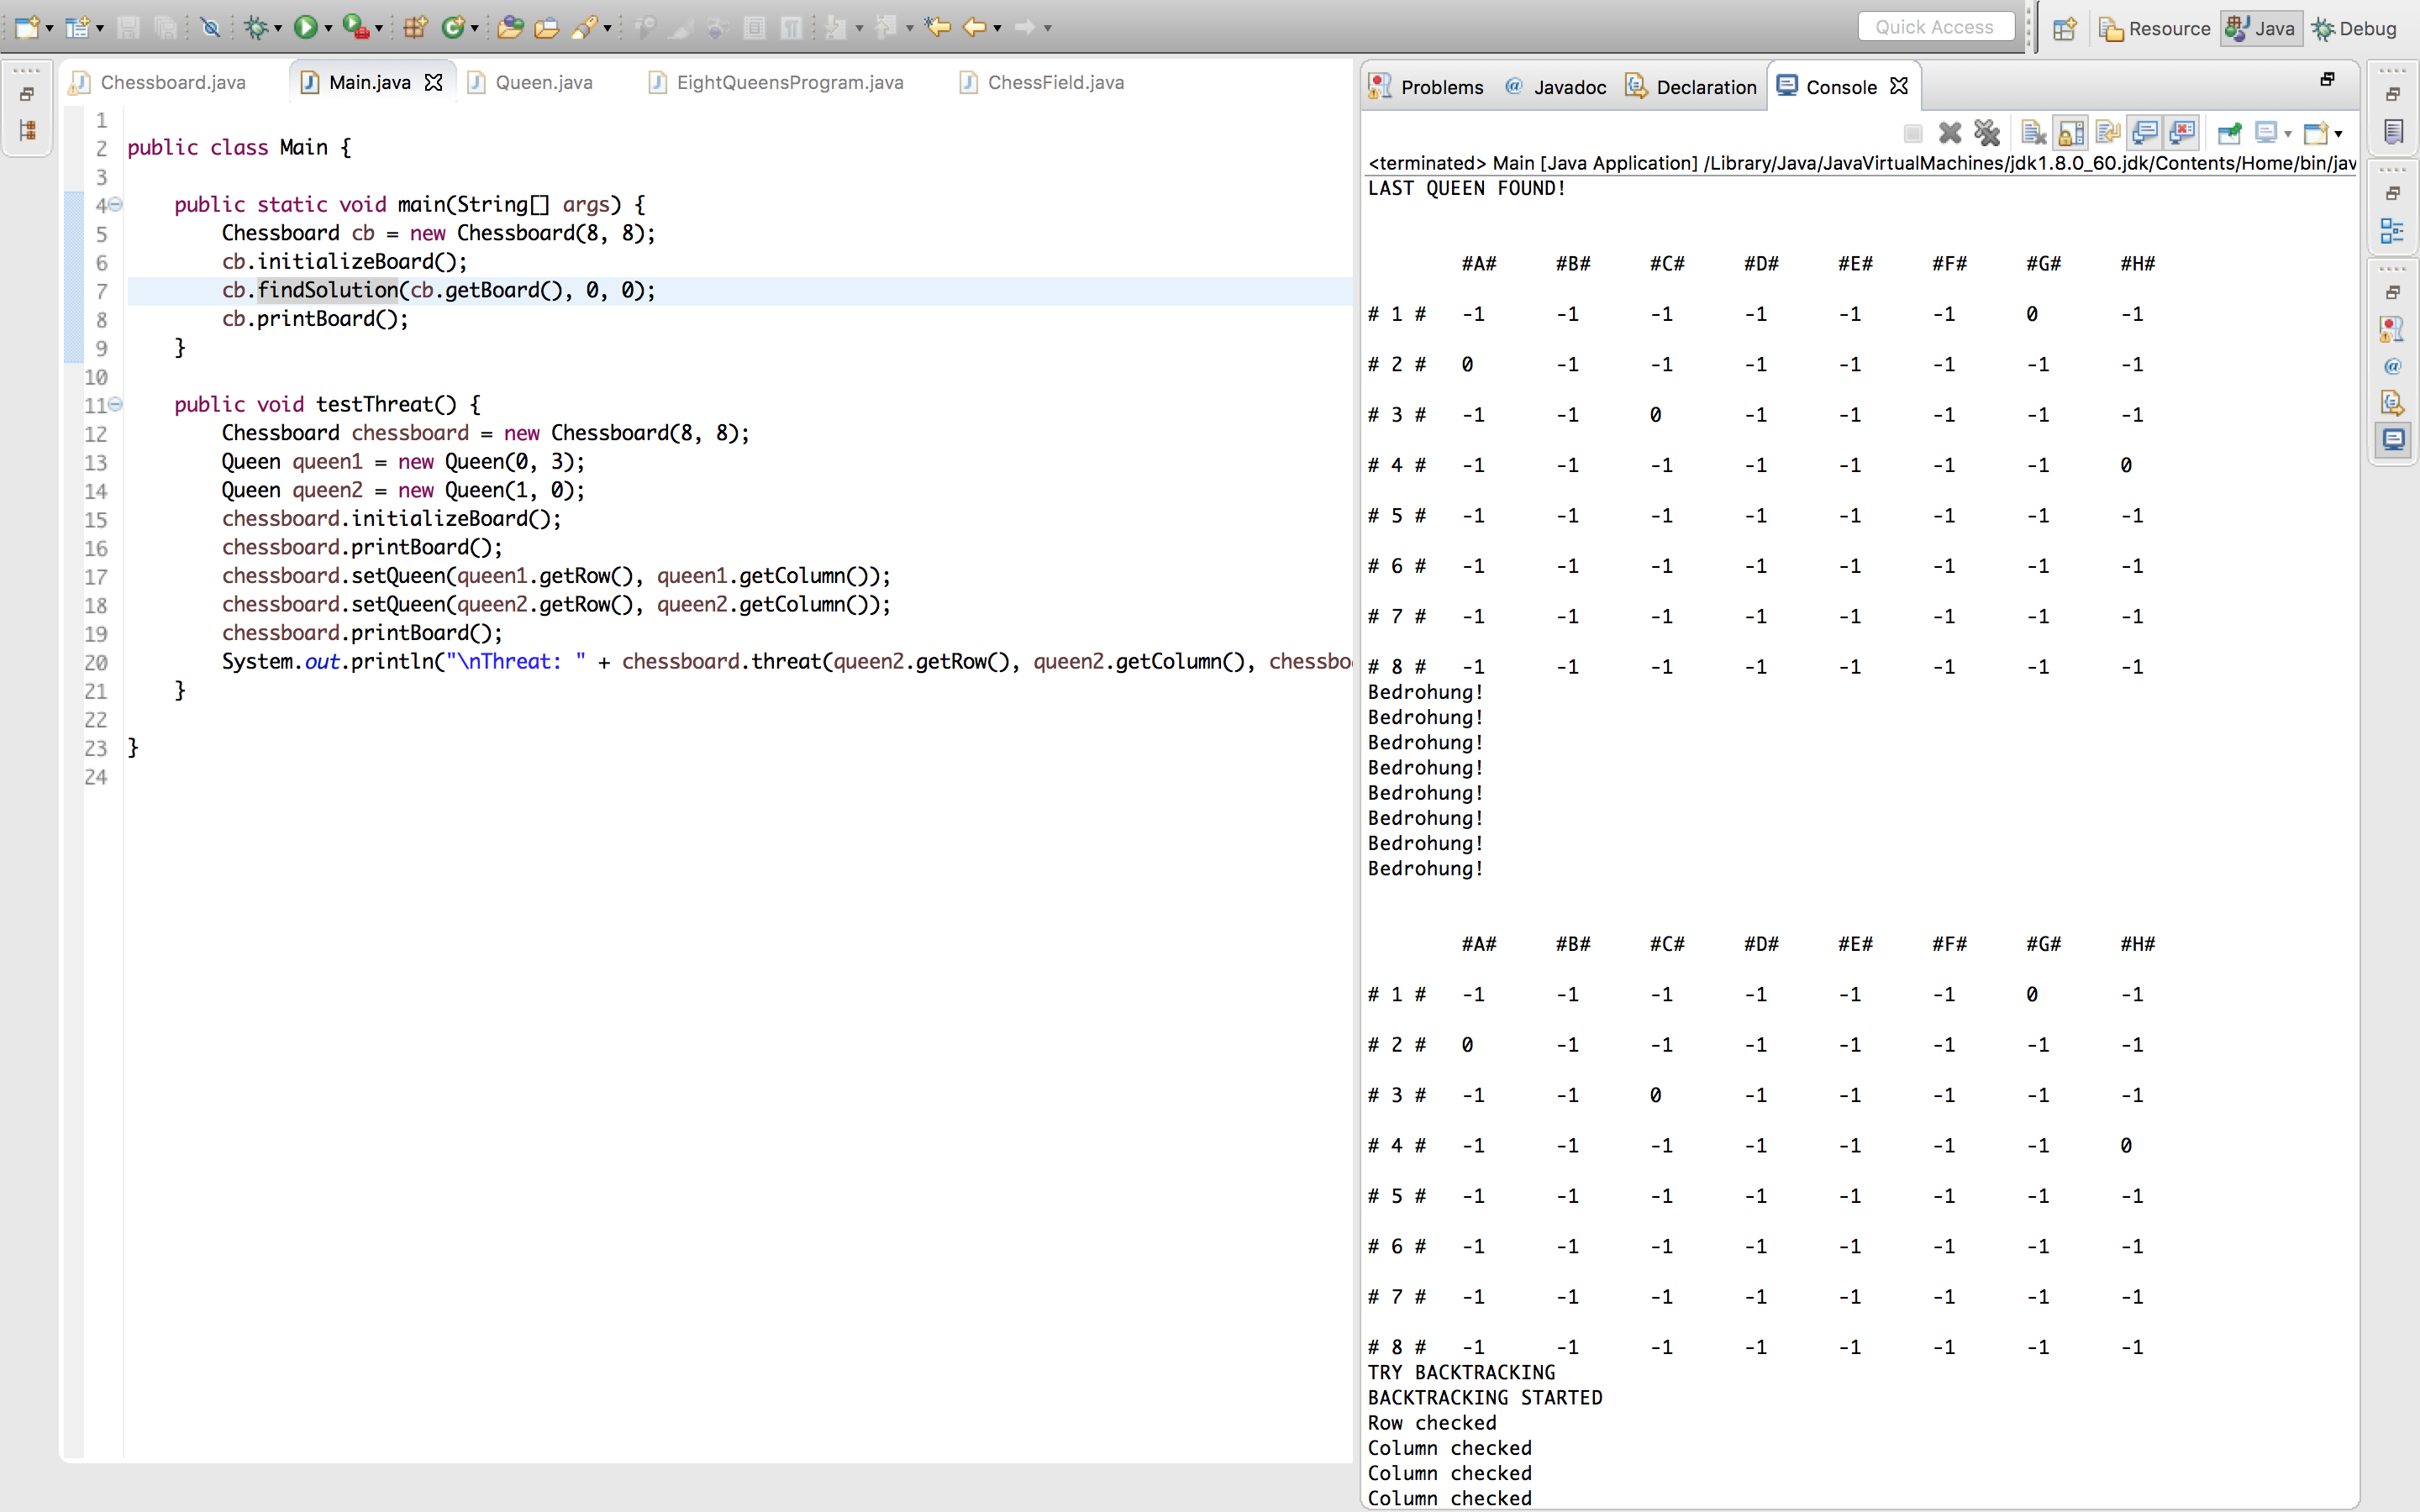 Quick Access
Resource
Java
Debug
Chessboard.java
Main.java
Queen.java
EightQueensProgram.java
ChessField.java
1
2 public class Main {
3
4 public static void main(String[] args) {
5 Chessboard cb = new Chessboard(8, 8);
6 cb.initializeBoard();
7 cb.findSolution(cb.getBoard(), 0, 0);
8 cb.printBoard();
9 }
10
11 public void testThreat() {
12 Chessboard chessboard = new Chessboard(8, 8);
13 Queen queen1 = new Queen(0, 3);
14 Queen queen2 = new Queen(1, 0);
15 chessboard.initializeBoard();
16 chessboard.printBoard();
17 chessboard.setQueen(queen1.getRow(), queen1.getColumn());
18 chessboard.setQueen(queen2.getRow(), queen2.getColumn());
19 chessboard.printBoard();
20 System.out.println("\nThreat: " + chessboard.threat(queen2.getRow(), queen2.getColumn(), chessbo
21 }
22
23 }
24
Problems
@ Javadoc
Declaration
Console
<terminated> Main [Java Application] /Library/Java/JavaVirtualMachines/jdk1.8.0_60.jdk/Contents/Home/bin/jav
LAST QUEEN FOUND!
#A# #B# #C# #D# #E# #F# #G# #H#
# 1 # -1 -1 -1 -1 -1 -1 0 -1
# 2 # 0 -1 -1 -1 -1 -1 -1 -1
# 3 # -1 -1 0 -1 -1 -1 -1 -1
# 4 # -1 -1 -1 -1 -1 -1 -1 0
# 5 # -1 -1 -1 -1 -1 -1 -1 -1
# 6 # -1 -1 -1 -1 -1 -1 -1 -1
# 7 # -1 -1 -1 -1 -1 -1 -1 -1
# 8 # -1 -1 -1 -1 -1 -1 -1 -1
Bedrohung!
Bedrohung!
Bedrohung!
Bedrohung!
Bedrohung!
Bedrohung!
Bedrohung!
Bedrohung!
#A# #B# #C# #D# #E# #F# #G# #H#
# 1 # -1 -1 -1 -1 -1 -1 0 -1
# 2 # 0 -1 -1 -1 -1 -1 -1 -1
# 3 # -1 -1 0 -1 -1 -1 -1 -1
# 4 # -1 -1 -1 -1 -1 -1 -1 0
# 5 # -1 -1 -1 -1 -1 -1 -1 -1
# 6 # -1 -1 -1 -1 -1 -1 -1 -1
# 7 # -1 -1 -1 -1 -1 -1 -1 -1
# 8 # -1 -1 -1 -1 -1 -1 -1 -1
TRY BACKTRACKING
BACKTRACKING STARTED
Row checked
Column checked
Column checked
Column checked